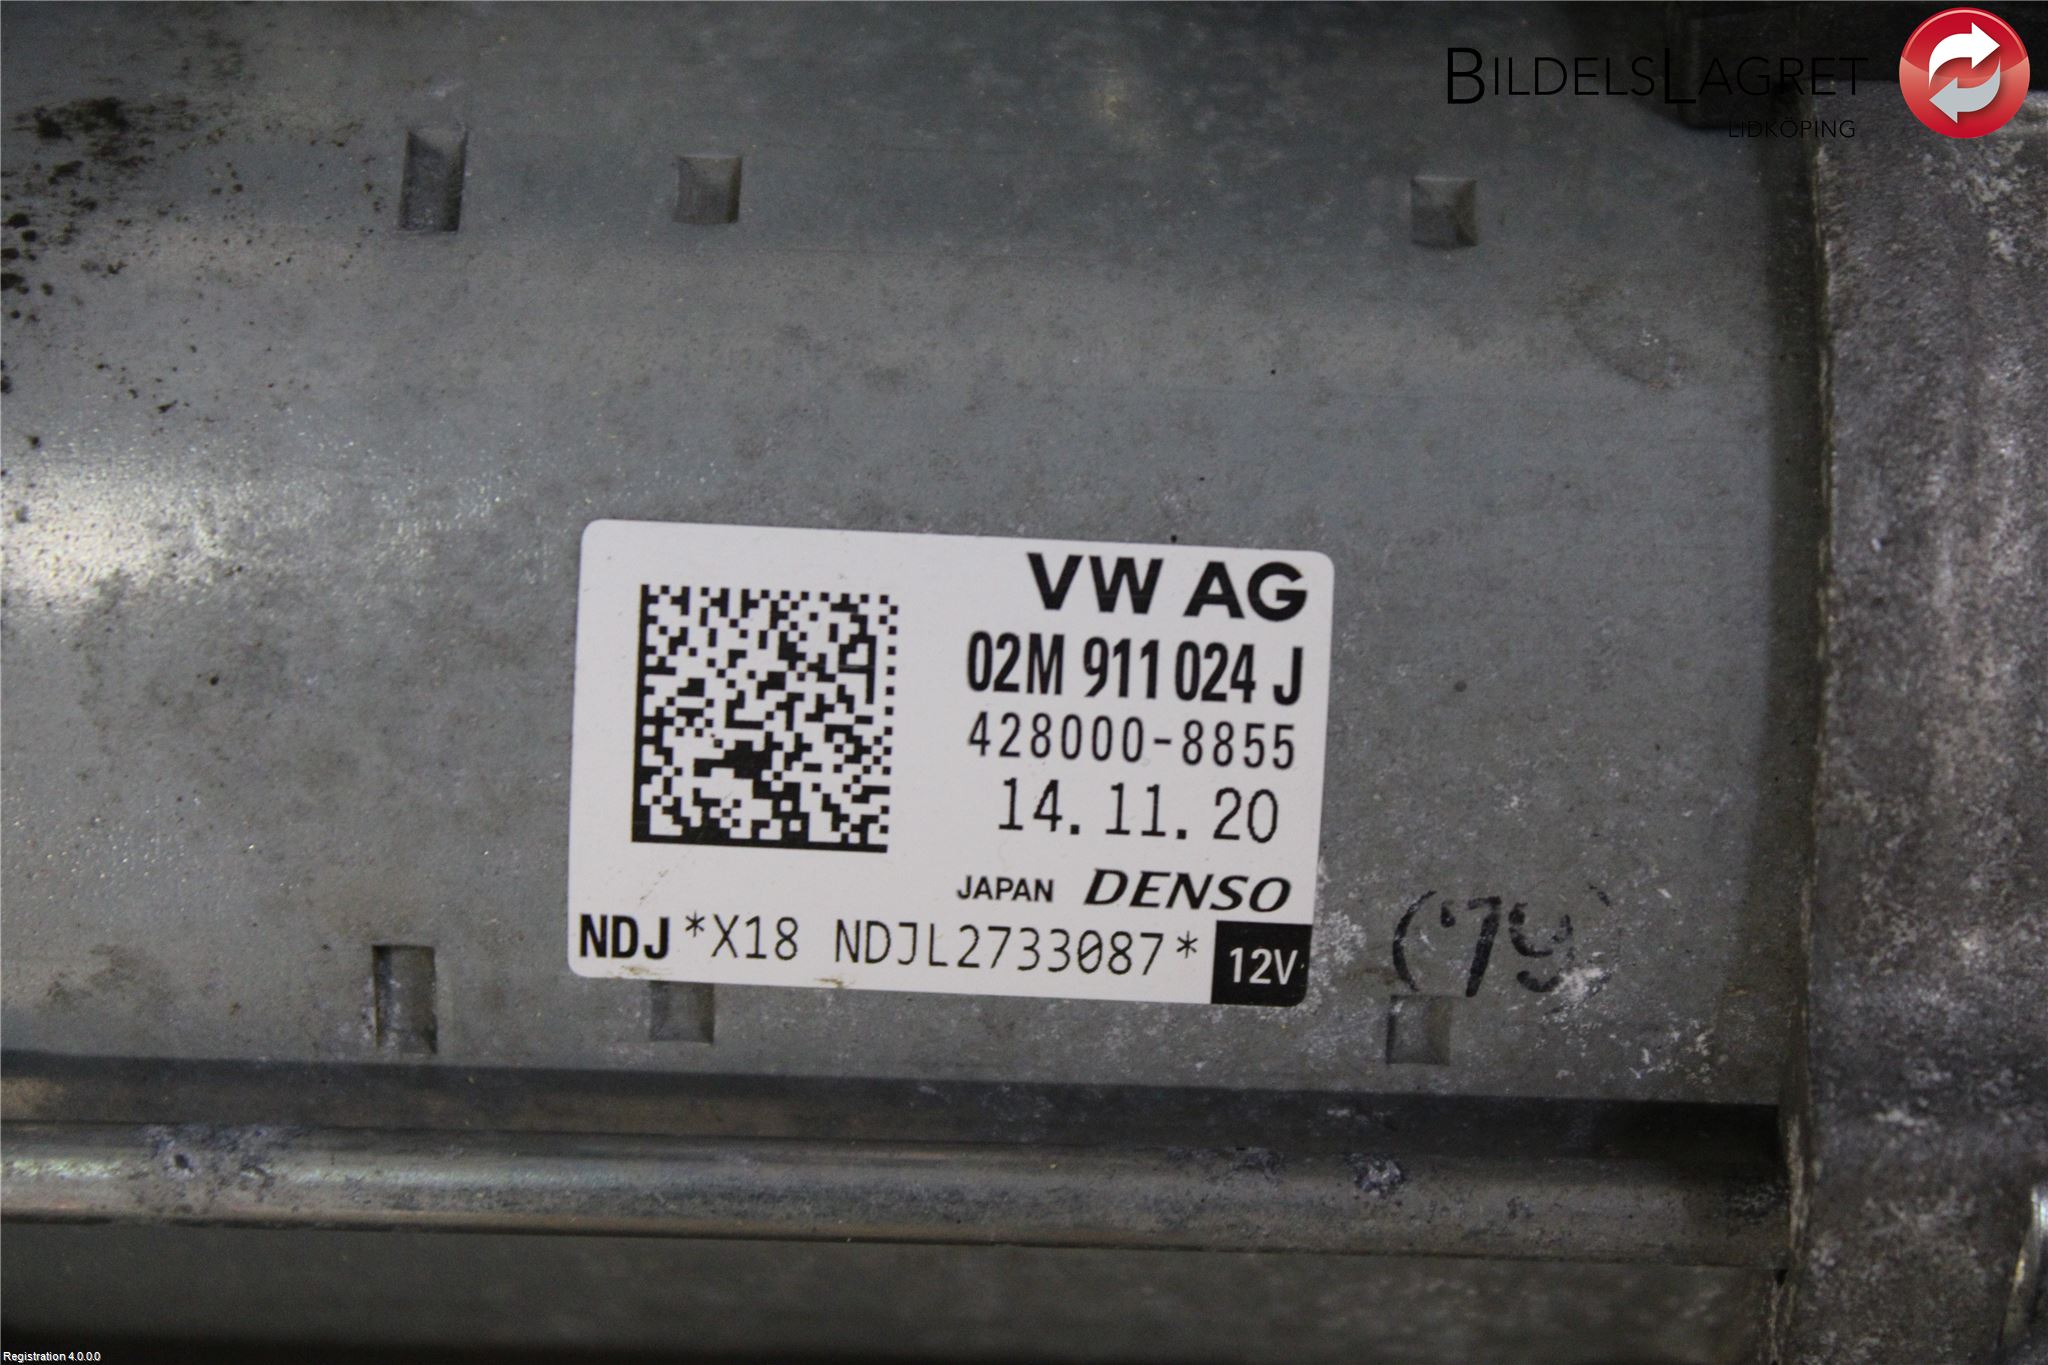 BILDELSLAGRET
LIDKÖPING
VW AG
02M 911 024 J
428000-8855
14.11.20
JAPAN DENSO
NDJ *X18 NDJL2733087* 12V
('79)
Registration 4.0.0.0